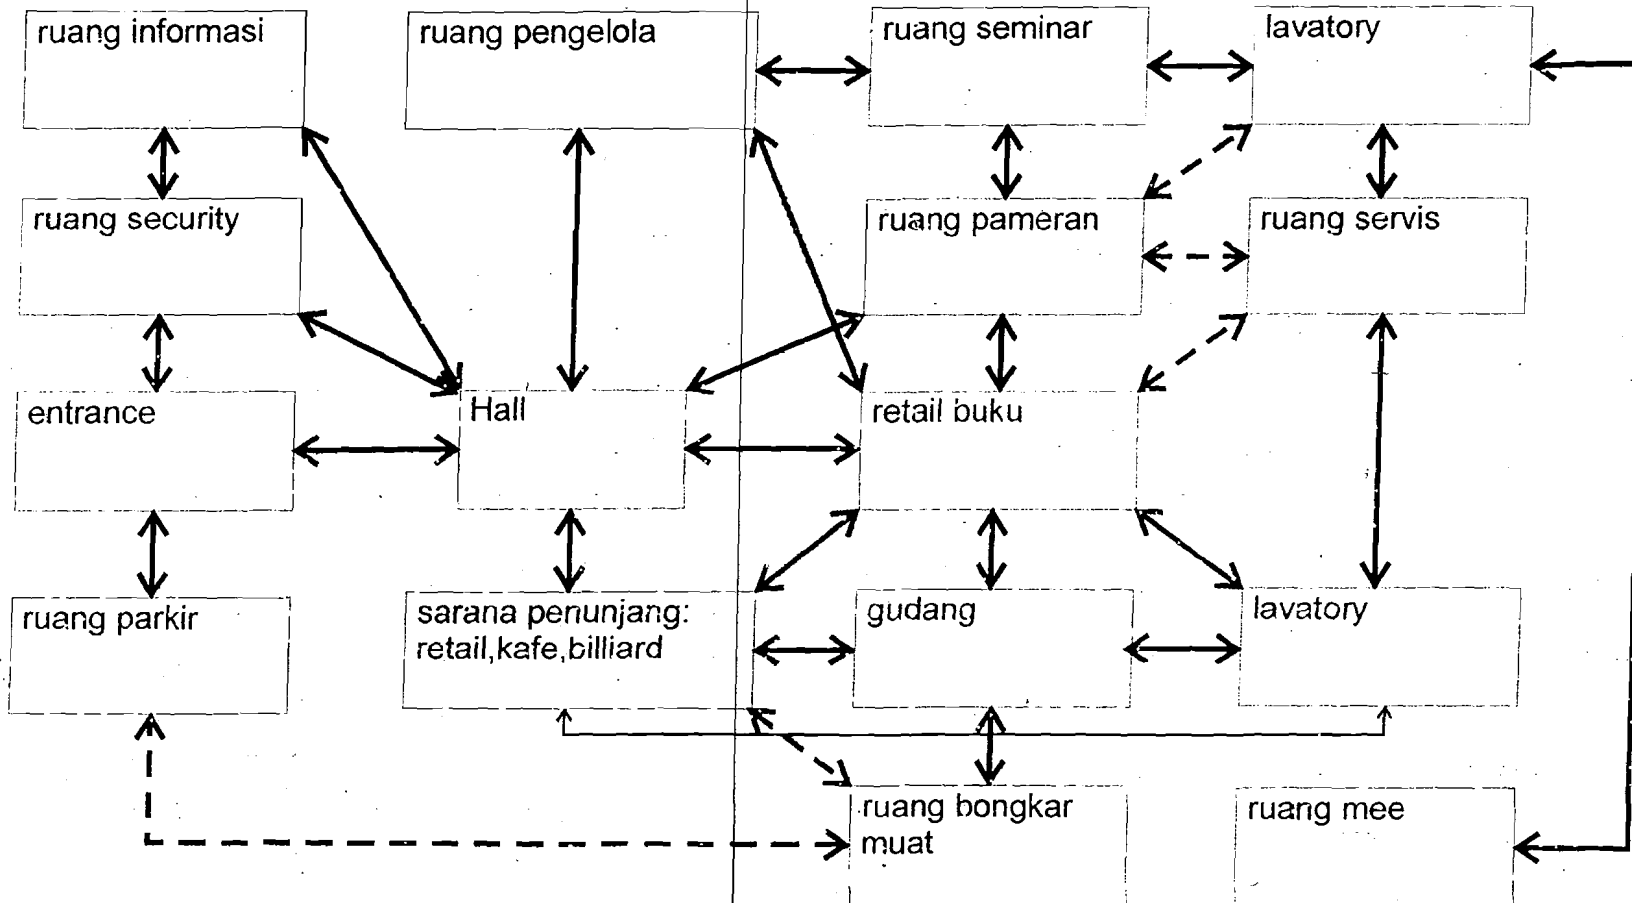 ruang informasi
ruang pengelola
ruang seminar
lavatory
ruang security
ruang pameran
ruang servis
entrance
Hall
retail buku
ruang parkir
sarana penunjang:
retail,kafe,billiard
gudang
lavatory
ruang bongkar
muat
ruang mee